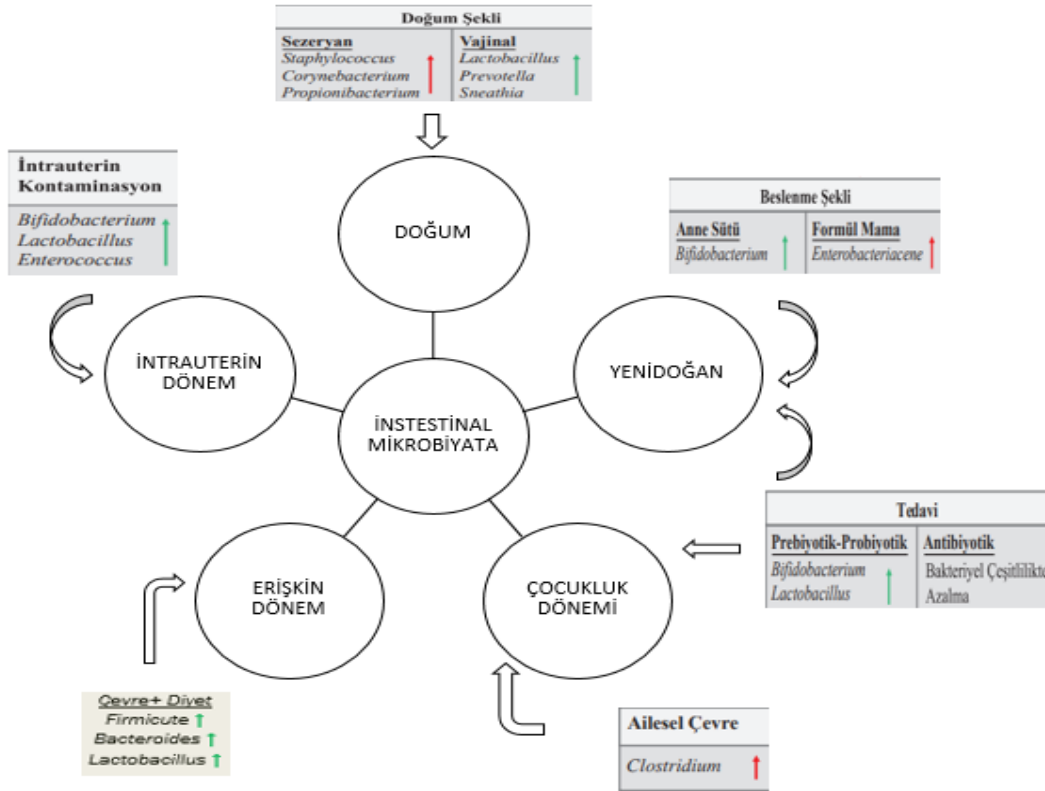 Doğum Şekli
Sezeryan
Staphylococcus
Corynebacterium
Propionibacterium
Vajinal
Lactobacillus
Prevotella
Sneathia
İntrauterin
Kontaminasyon
Bifidobacterium
Lactobacillus
Enterococcus
DOĞUM
Beslenme Şekli
Anne Sütü
Bifidobacterium
Formül Mama
Enterobacteriacene
İNTRAUTERİN
DÖNEM
YENİDOĞAN
İNSTESTİNAL
MİKROBİYATA
Tedavi
Prebiyotik-Probiyotik
Bifidobacterium
Lactobacillus
Antibiyotik
Bakteriyel Çeşitlilikte
Azalma
ERİŞKİN
DÖNEM
ÇOCUKLUK
DÖNEMİ
Çevre+ Diyet
Firmicute
Bacteroides
Lactobacillus
Ailesel Çevre
Clostridium